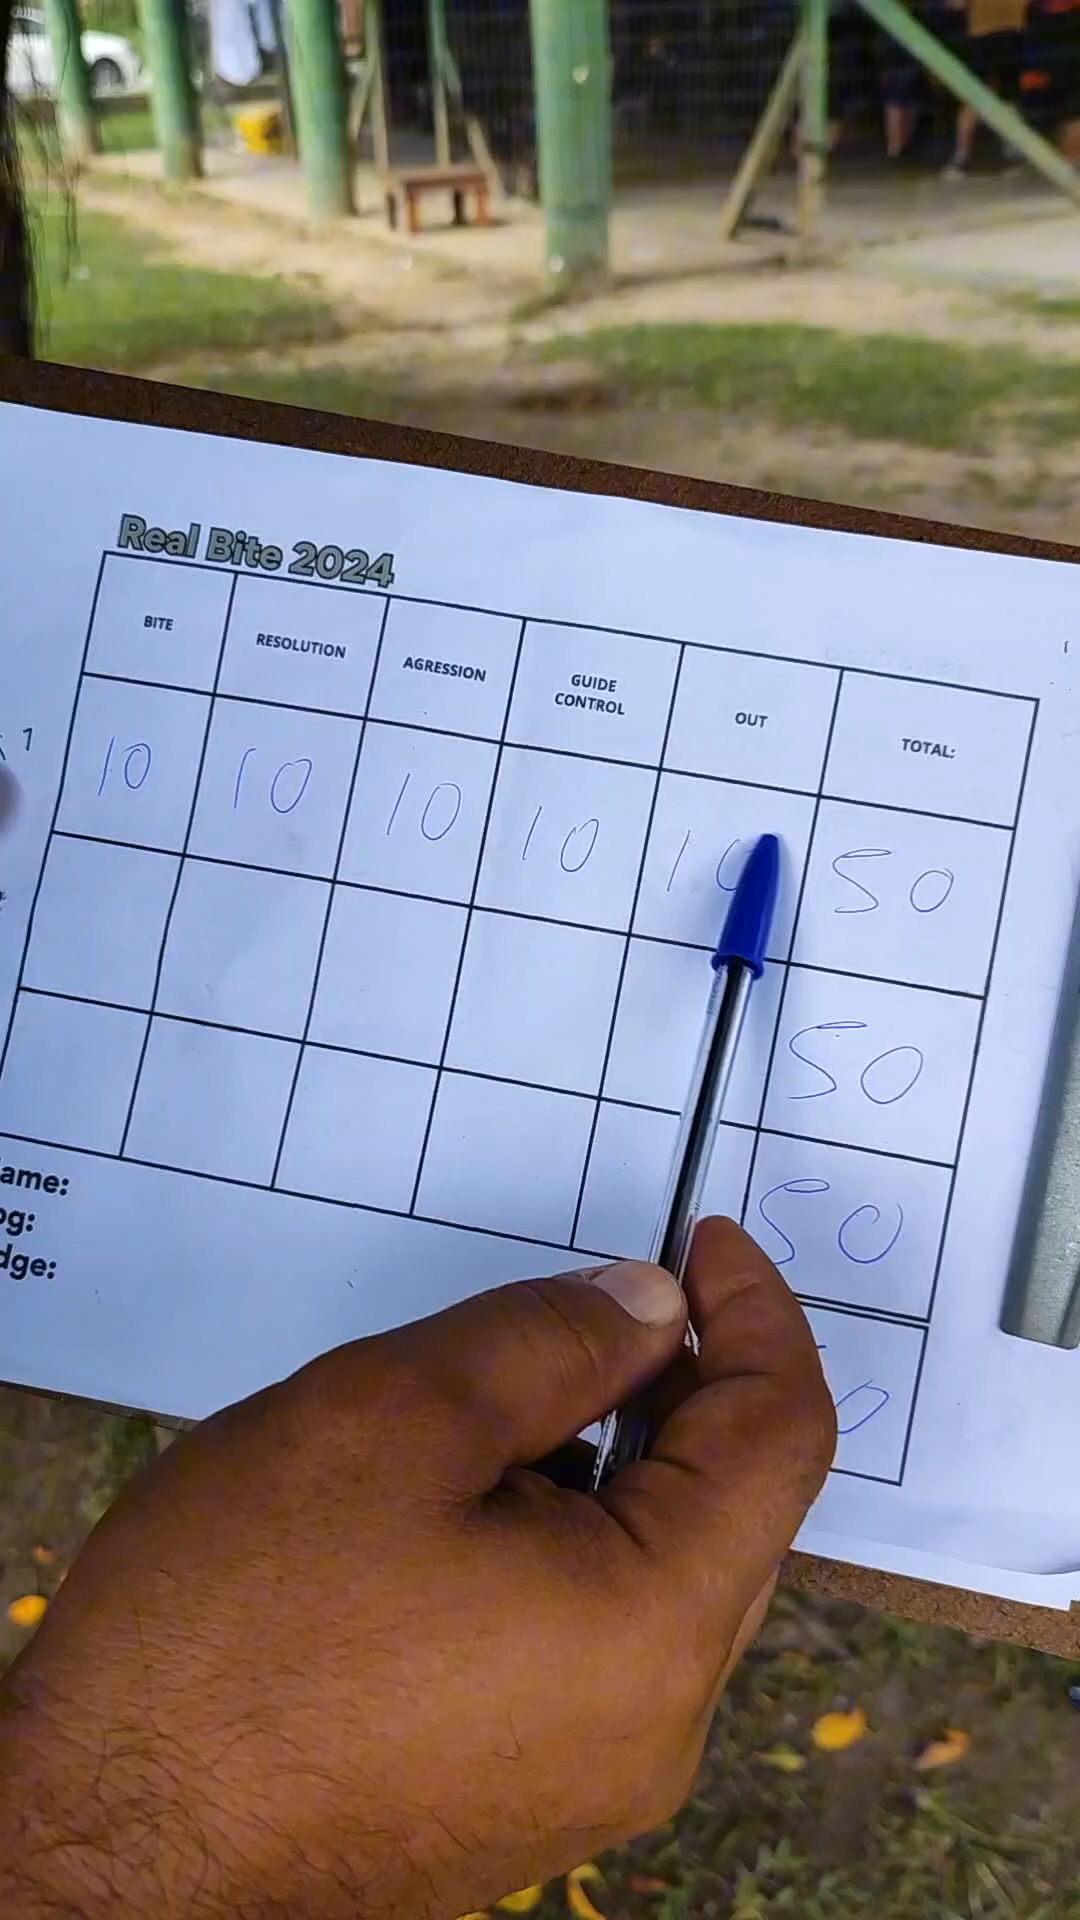 Real Bite 2024
BITE RESOLUTION AGRESSION GUIDE CONTROL OUT TOTAL:
1
10 10 10 10 10 50
50
50
ame:
og:
dge: